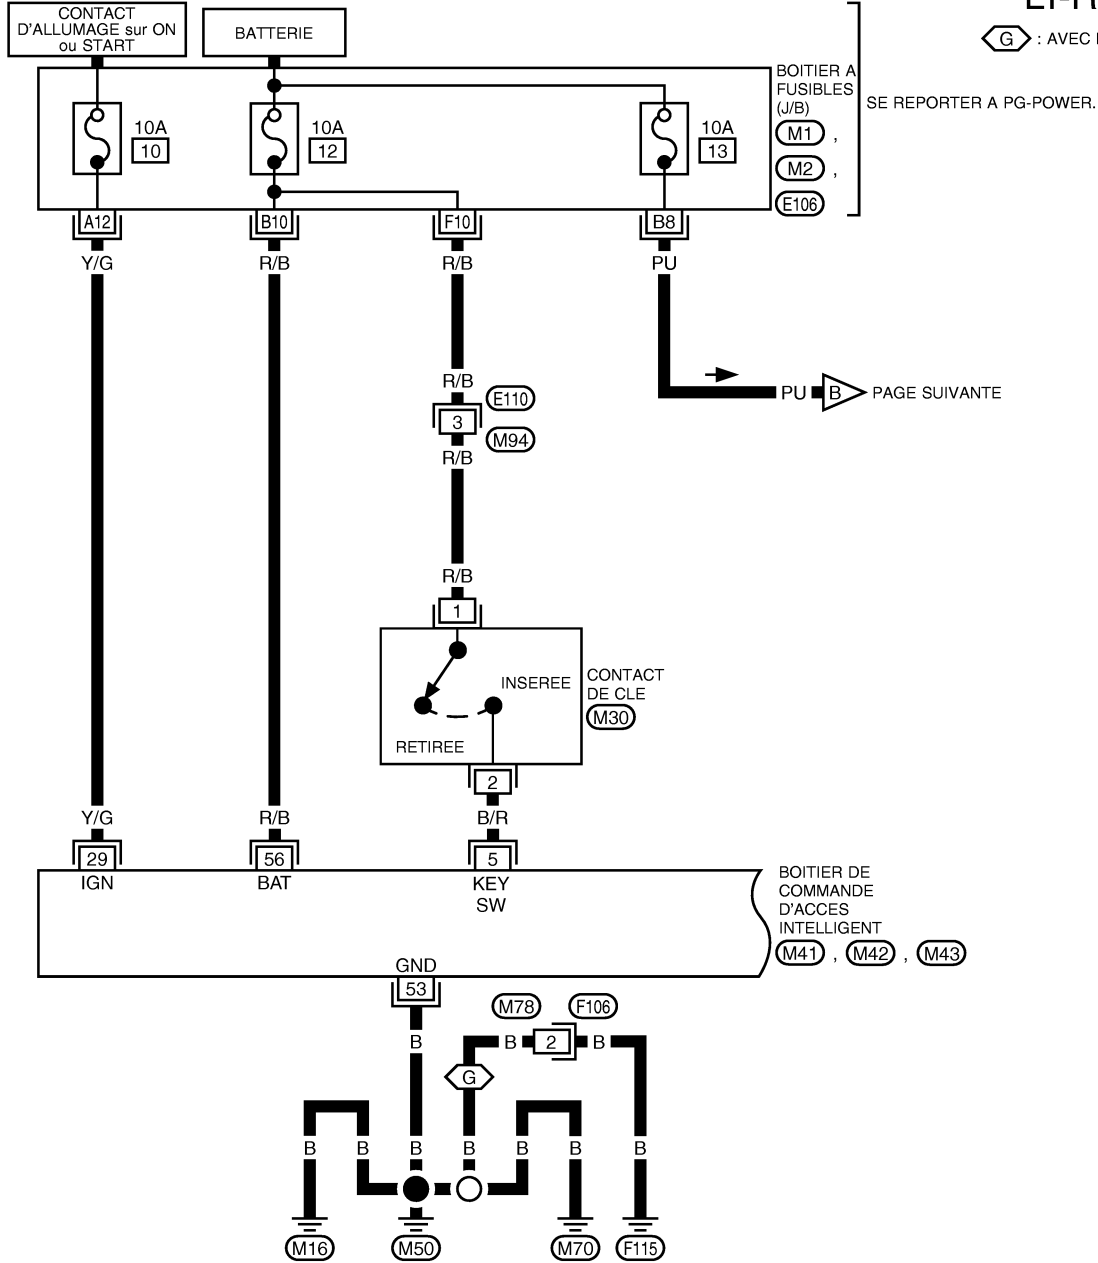 CONTACT
D'ALLUMAGE sur ON
ou START
BATTERIE
G : AVEC
BOITIER A
FUSIBLES
(J/B)
M1 ,
M2 ,
E106
SE REPORTER A PG-POWER.
10A
10
10A
12
10A
13
A12
B10
F10
B8
Y/G
R/B
R/B
PU
R/B
E110
3
M94
R/B
PU
B
PAGE SUIVANTE
R/B
1
INSEREE
RETIREE
CONTACT
DE CLE
M30
2
Y/G
R/B
B/R
29
56
5
IGN
BAT
KEY
SW
BOITIER DE
COMMANDE
D'ACCES
INTELLIGENT
M41 , M42 , M43
GND
53
M78
F106
B
B
2
B
G
B
B
B
B
B
B
M16
M50
M70
F115